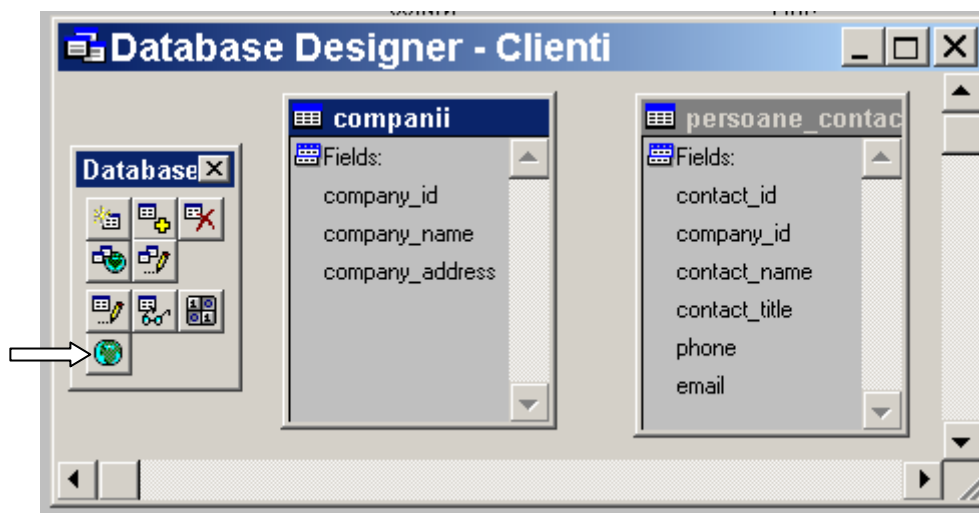 Database Designer - Clienti
companii
Fields:
company_id
company_name
company_address
persoane_contac
Fields:
contact_id
company_id
contact_name
contact_title
phone
email
Database